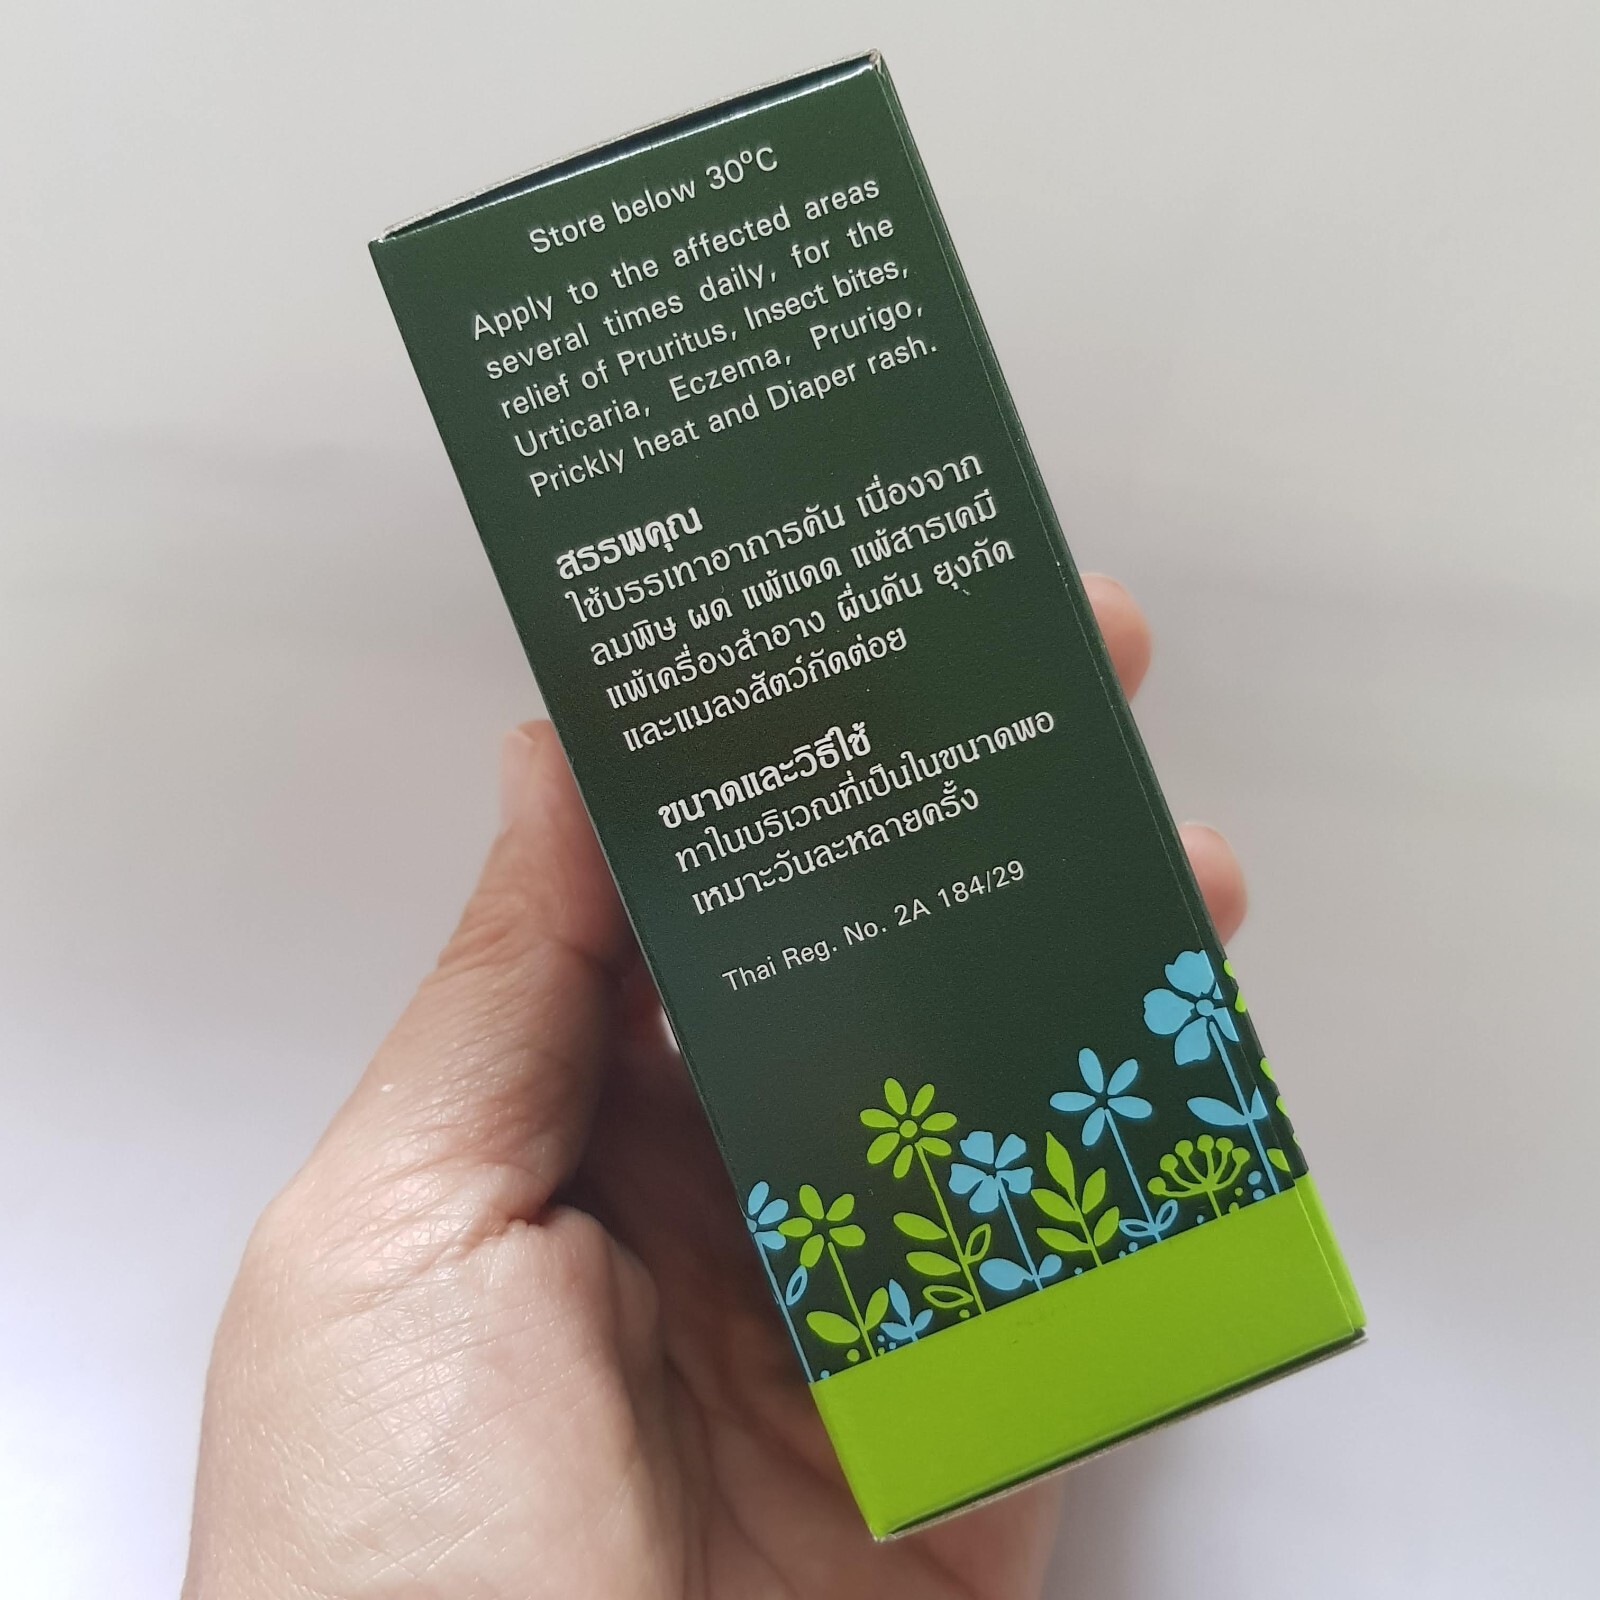 Store below 30°C
Apply to the affected areas
several times daily, for the
relief of Pruritus, Insect bites,
Urticaria, Eczema, Prurigo,
Prickly heat and Diaper rash.
สรรพคุณ
ใช้บรรเทาอาการคัน เนื่องจาก
ลมพิษ ผด แพ้แดด แพ้สารเคมี
แพ้เครื่องสำอาง ผื่นคัน ยุงกัด
และแมลงสัตว์กัดต่อย
ขนาดและวิธีใช้
ทาในบริเวณที่เป็นในขนาดพอ
เหมาะวันละหลายครั้ง
Thai Reg. No. 2A 184/29